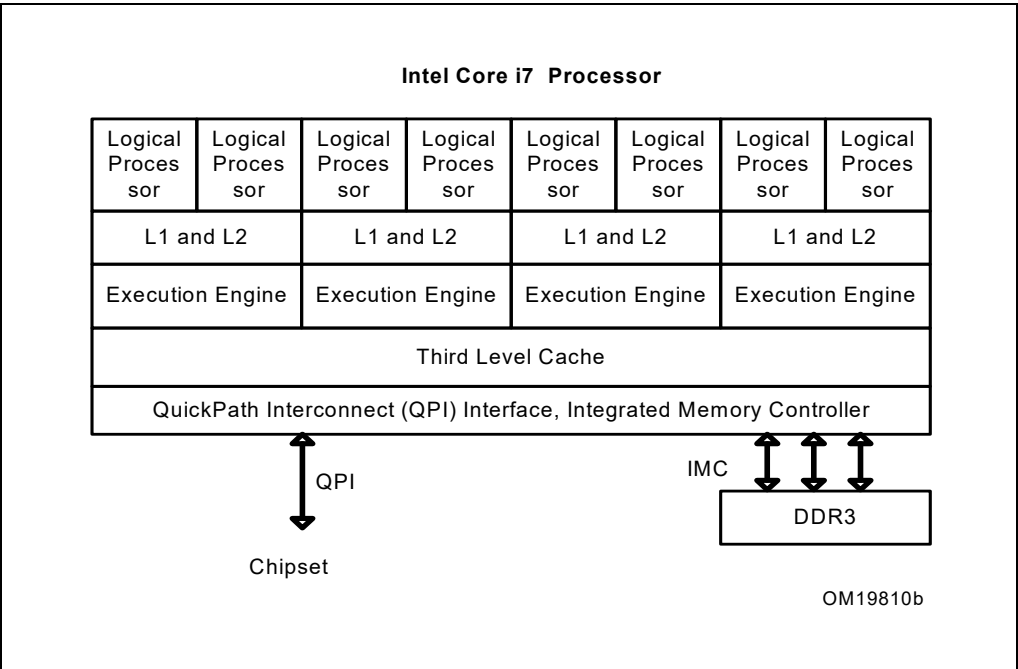 Intel Core i7 Processor
Logical Logical Logical Logical Logical Logical Logical Logical
Proces Proces Proces Proces Proces Proces Proces Proces
sor sor sor sor sor sor sor sor
L1 and L2 L1 and L2 L1 and L2 L1 and L2
Execution Engine Execution Engine Execution Engine Execution Engine
Third Level Cache
QuickPath Interconnect (QPI) Interface, Integrated Memory Controller
IMC
QPI
DDR3
Chipset
OM19810b